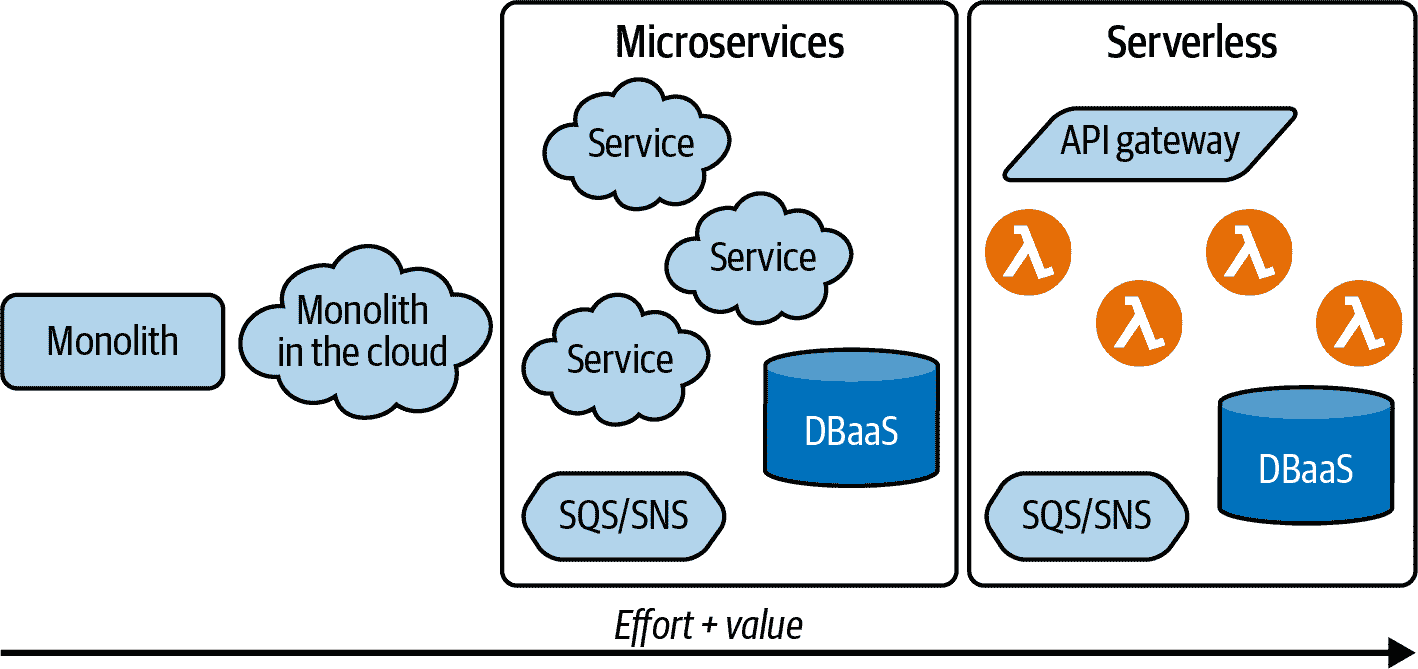 Monolith
Monolith
in the cloud
Microservices
Service
Service
Service
DBaaS
SQS/SNS
Serverless
API gateway
λ
λ
λ
λ
DBaaS
SQS/SNS
Effort + value